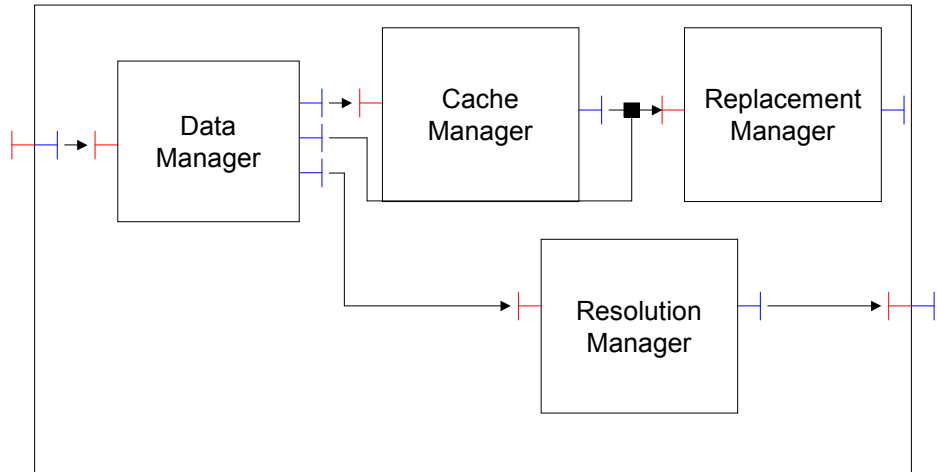 Data
Manager
Cache
Manager
Replacement
Manager
Resolution
Manager